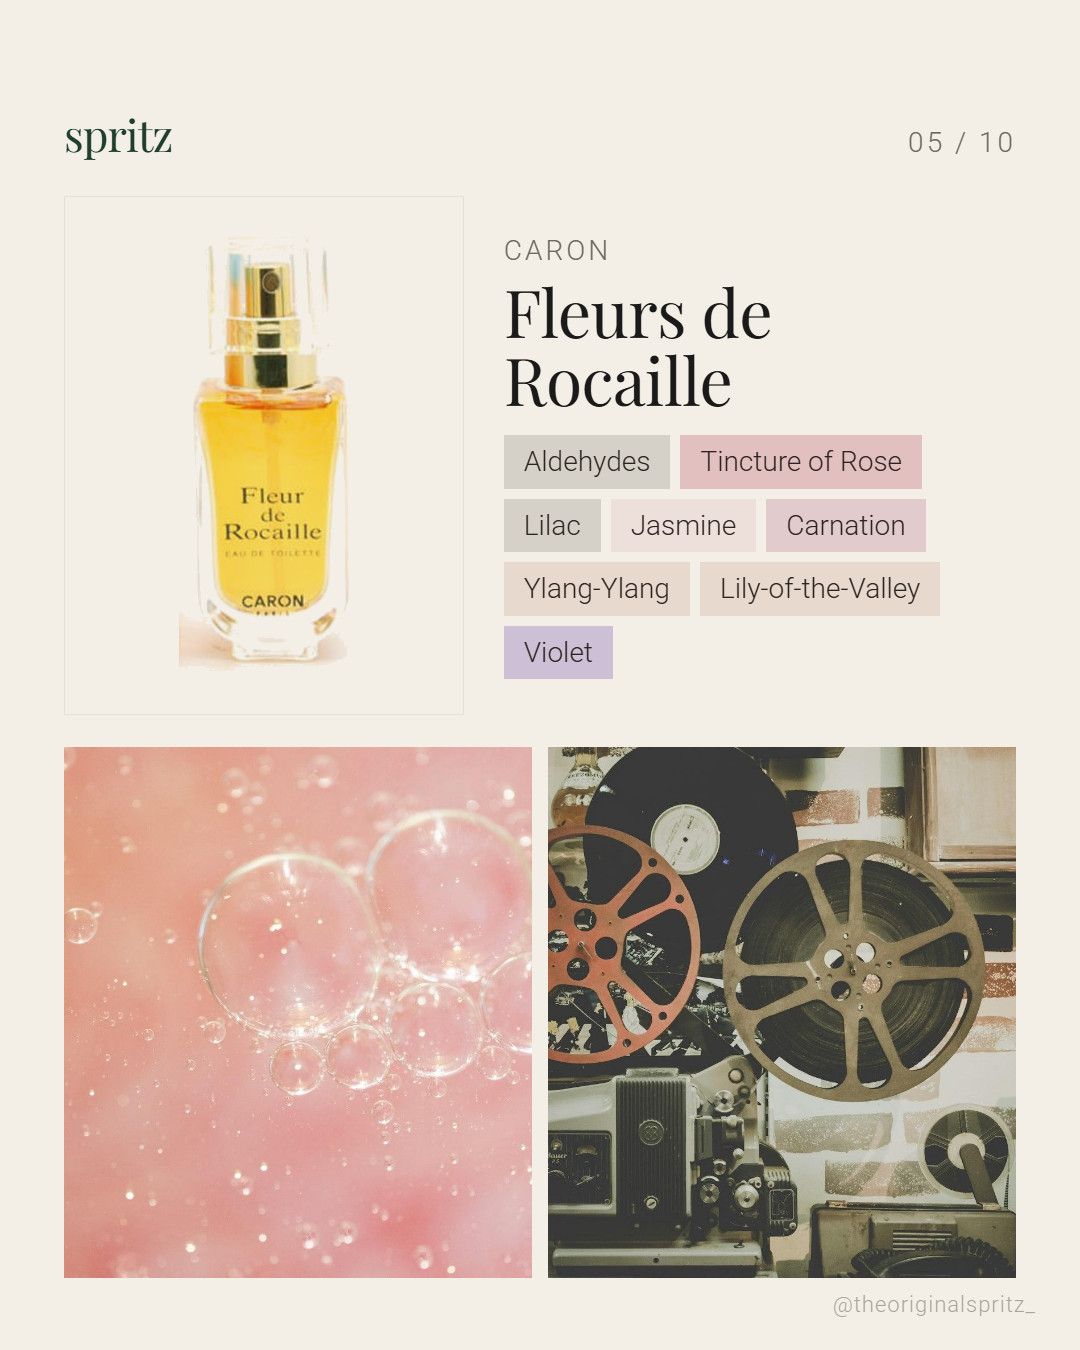 spritz
05 / 10
CARON
Fleurs de
Rocaille
Aldehydes
Tincture of Rose
Lilac
Jasmine
Carnation
Ylang-Ylang
Lily-of-the-Valley
Violet
Fleur
de
Rocaille
EAU DE TOILETTE
CARON
PARIS
@theoriginalspritz_